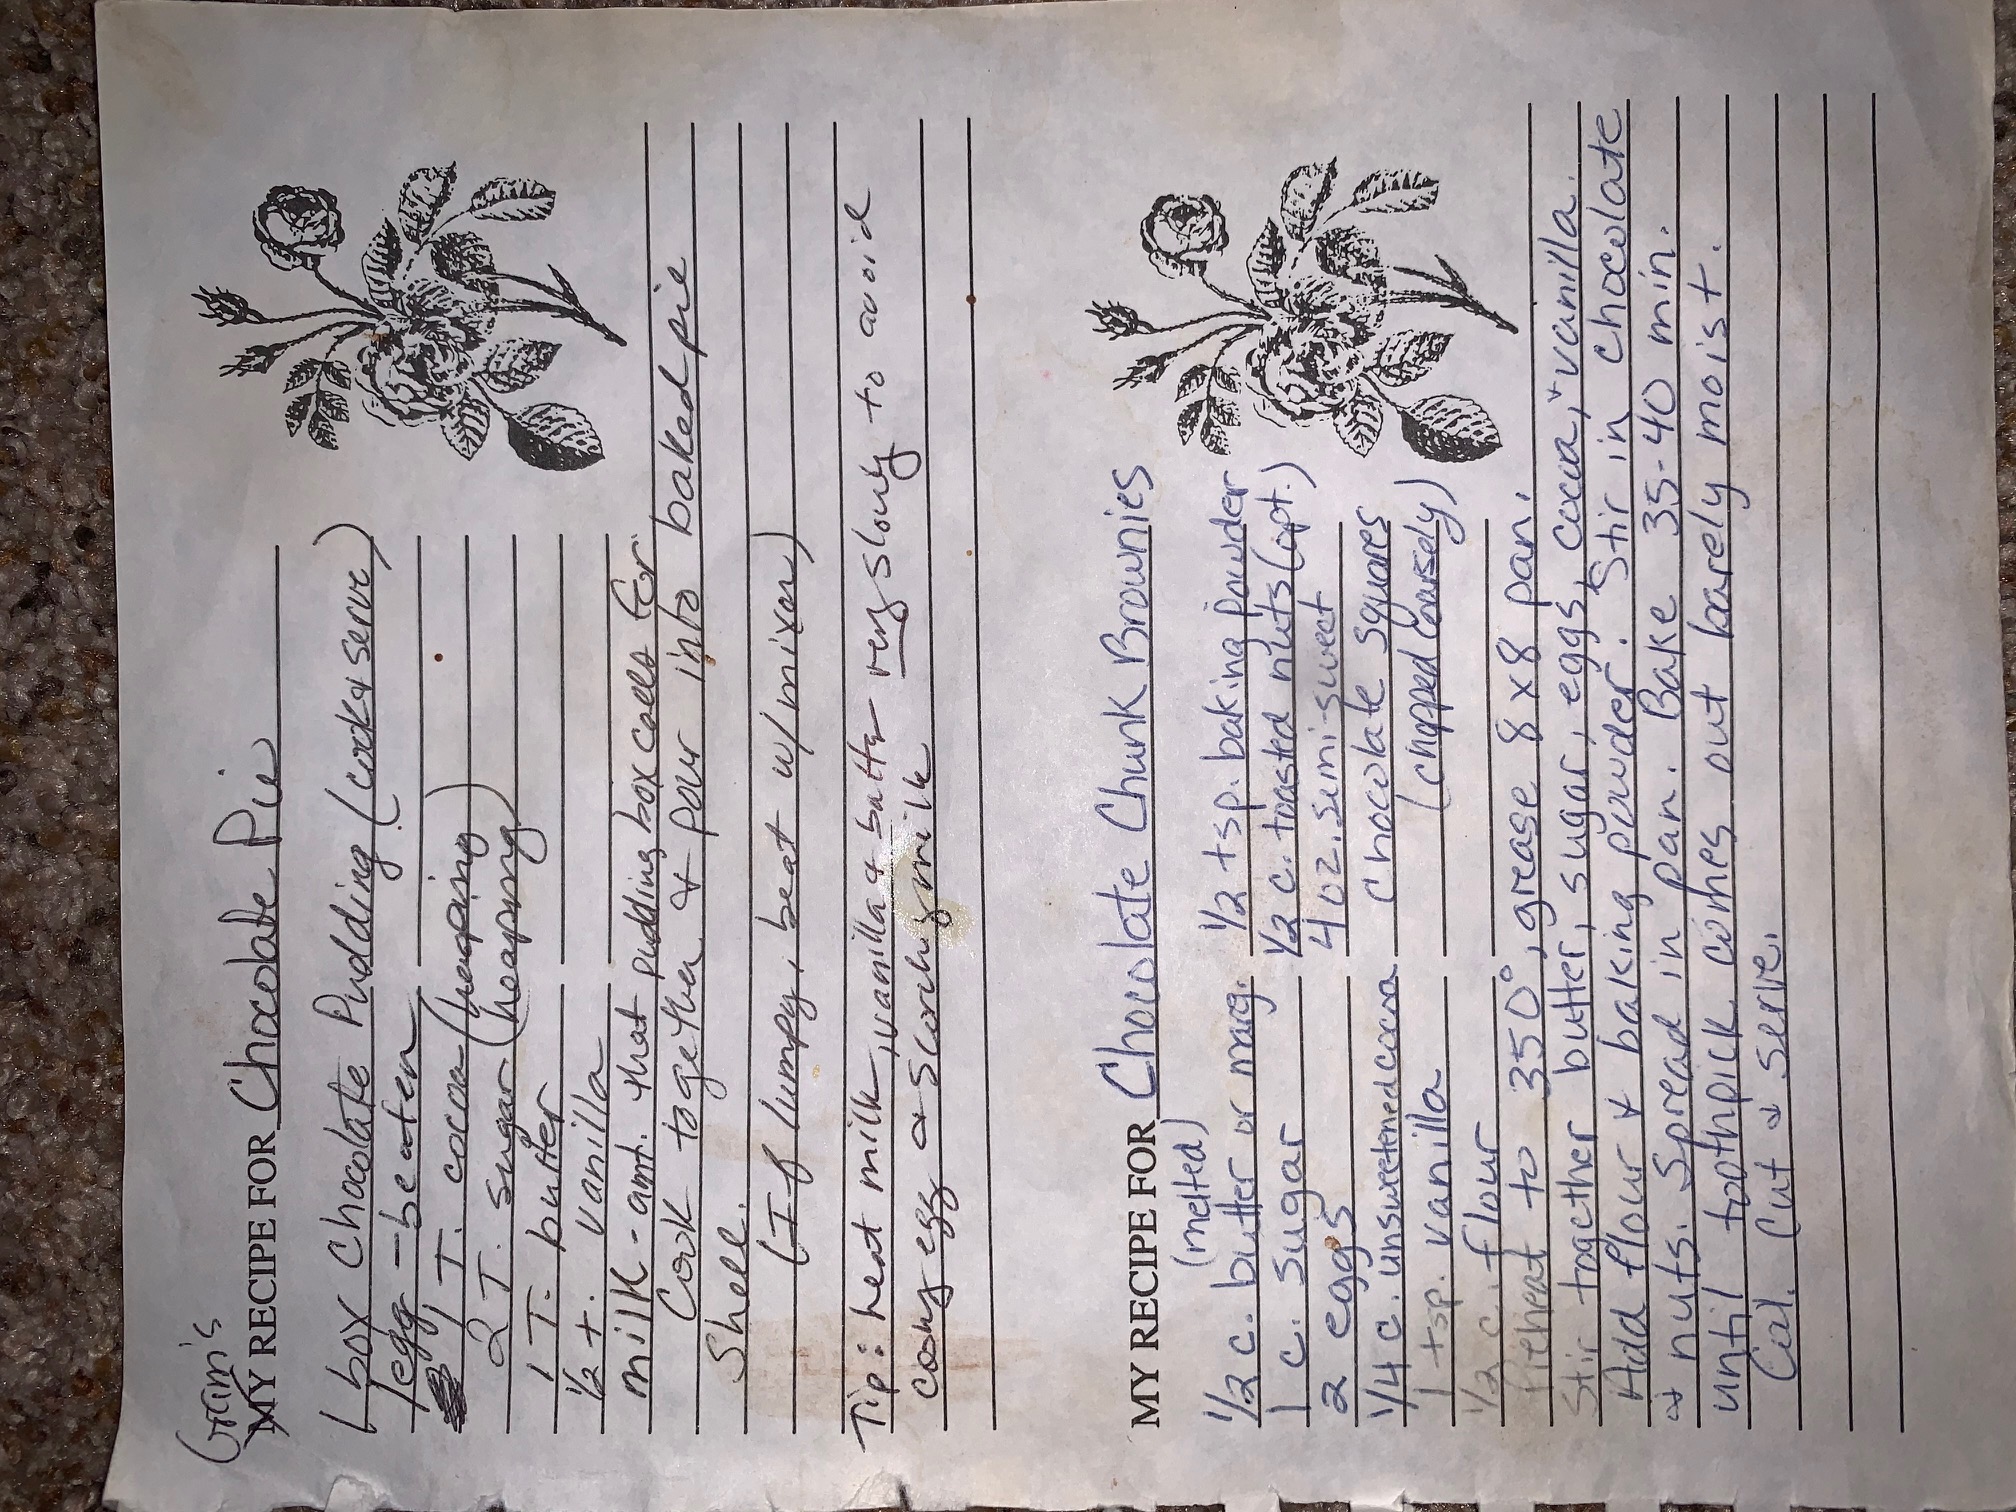 Gram's
MY RECIPE FOR Chocolate Pie
1 box Chocolate Pudding (cook & serve)
1 egg - beaten
1 T. cocoa (heaping)
2 T. sugar (heaping)
1 T. butter
1/2 t. vanilla
milk - amt. that pudding box calls for.
Cook together & pour into baked pie
Shell.
(If lumpy, beat w/ mixer)
Tip: heat milk, vanilla & butter very slowly to avoid
cooking egg & scorching milk
MY RECIPE FOR Chocolate Chunk Brownies
(melted)
1/2 c. butter or marg.
1 c. sugar
2 eggs
1/4 c. unsweetened cocoa
1 tsp. vanilla
1/2 c. flour
1/2 tsp. baking powder
1/2 c. toasted nuts (opt.)
4 oz. semi-sweet
chocolate squares
(chopped coarsely)
Preheat to 350°, grease 8x8 pan.
Stir together butter, sugar, eggs, cocoa, + vanilla.
Add flour & baking powder. Stir in chocolate
& nuts. Spread in pan. Bake 35-40 min.
until toothpick comes out barely moist.
Cool. Cut & serve.